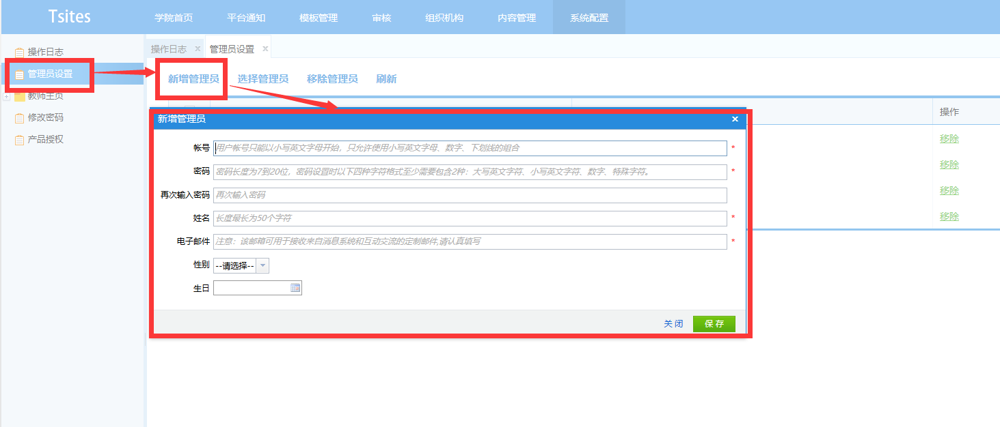 Tsites
学院首页 平台通知 模板管理 审核 组织机构 内容管理 系统配置
操作日志
管理员设置
教师主页
修改密码
产品授权
操作日志 × 管理员设置 ×
新增管理员 选择管理员 移除管理员 刷新
操作
移除
移除
移除
移除
新增管理员 ×
帐号 用户帐号只能以小写英文字母开始，只允许使用小写英文字母、数字、下划线的组合 *
密码 密码长度为7到20位，密码设置时以下四种字符格式至少需要包含2种：大写英文字符、小写英文字符、数字、特殊字符。 *
再次输入密码 再次输入密码
姓名 长度最长为50个字符 *
电子邮件 注意：该邮箱可用于接收来自消息系统和互动交流的定制邮件,请认真填写 *
性别 --请选择--
生日
关闭 保存